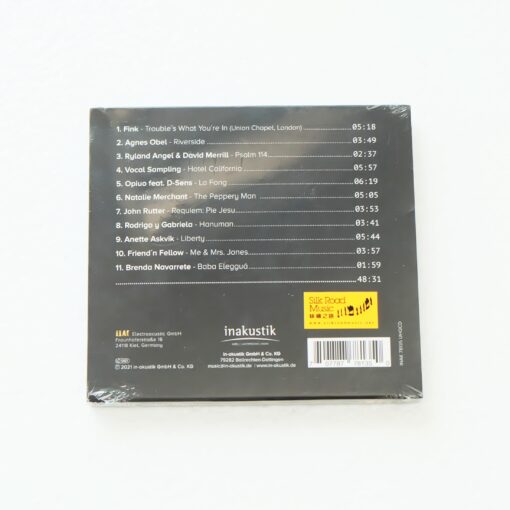 1. Fink - Trouble's What You're In (Union Chapel, London) 05:18
2. Agnes Obel - Riverside 03:49
3. Ryland Angel & David Merrill - Psalm 114 02:37
4. Vocal Sampling - Hotel California 05:57
5. Opiuo feat. D-Sens - Lo Fang 06:19
6. Natalie Merchant - The Peppery Man 05:05
7. John Rutter - Requiem: Pie Jesu 03:53
8. Rodrigo y Gabriela - Hanuman 03:41
9. Anette Askvik - Liberty 05:44
10. Friend'n Fellow - Me & Mrs. Jones 03:57
11. Brenda Navarrete - Baba Elegguá 01:59
48:31
Silk Road
Music
Electroacustic GmbH
Fraunhoferstraße 16
24118 Kiel, Germany
inakustik
in-akustik GmbH & Co. KG
79282 Ballrechten-Dottingen
music@in-akustik.de | www.in-akustik.de
℗ © 2021 in-akustik GmbH & Co. KG